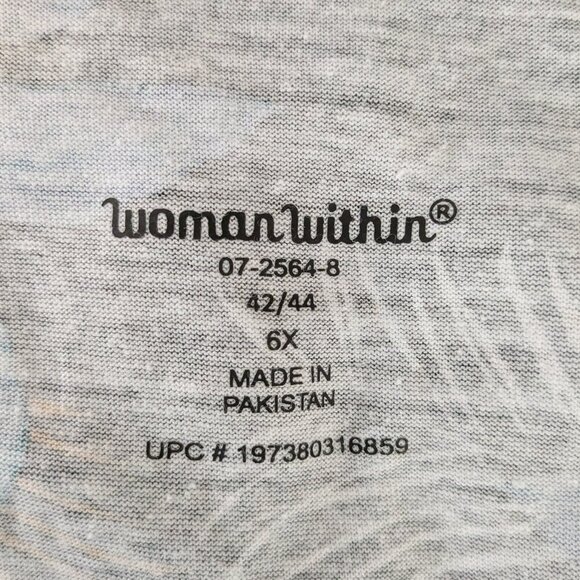 woman within®
07-2564-8
42/44
6X
MADE IN
PAKISTAN
UPC # 197380316859